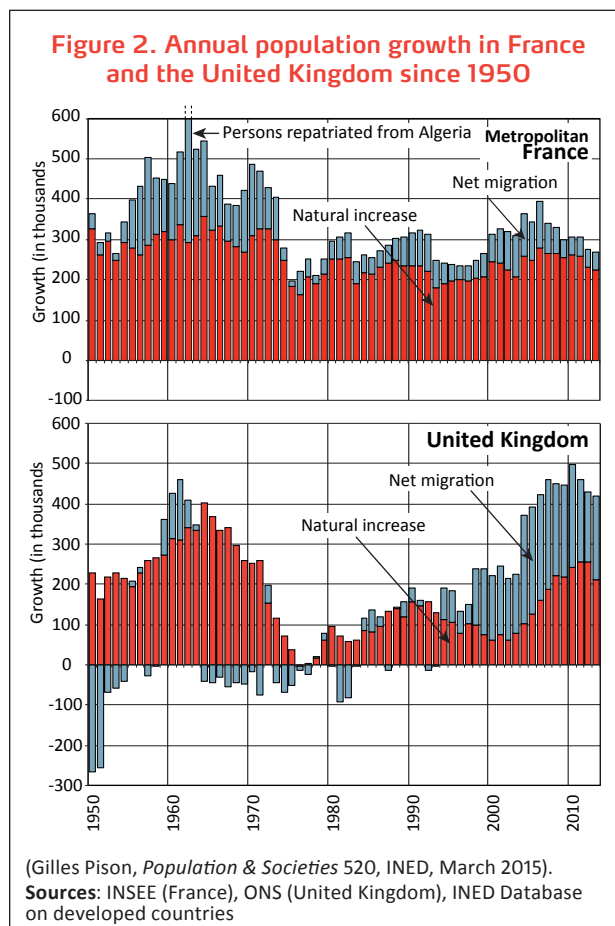 Figure 2. Annual population growth in France
and the United Kingdom since 1950
600
500
400
300
200
100
0
-100
Growth (in thousands)
Persons repatriated from Algeria
Metropolitan
France
Net migration
Natural increase
600
500
400
300
200
100
0
-100
-200
-300
Growth (in thousands
United Kingdom
Net migration
Natural increase
1950
1960
1970
1980
1990
2000
2010
(Gilles Pison, Population & Societies 520, INED, March 2015).
Sources: INSEE (France), ONS (United Kingdom), INED Database
on developed countries